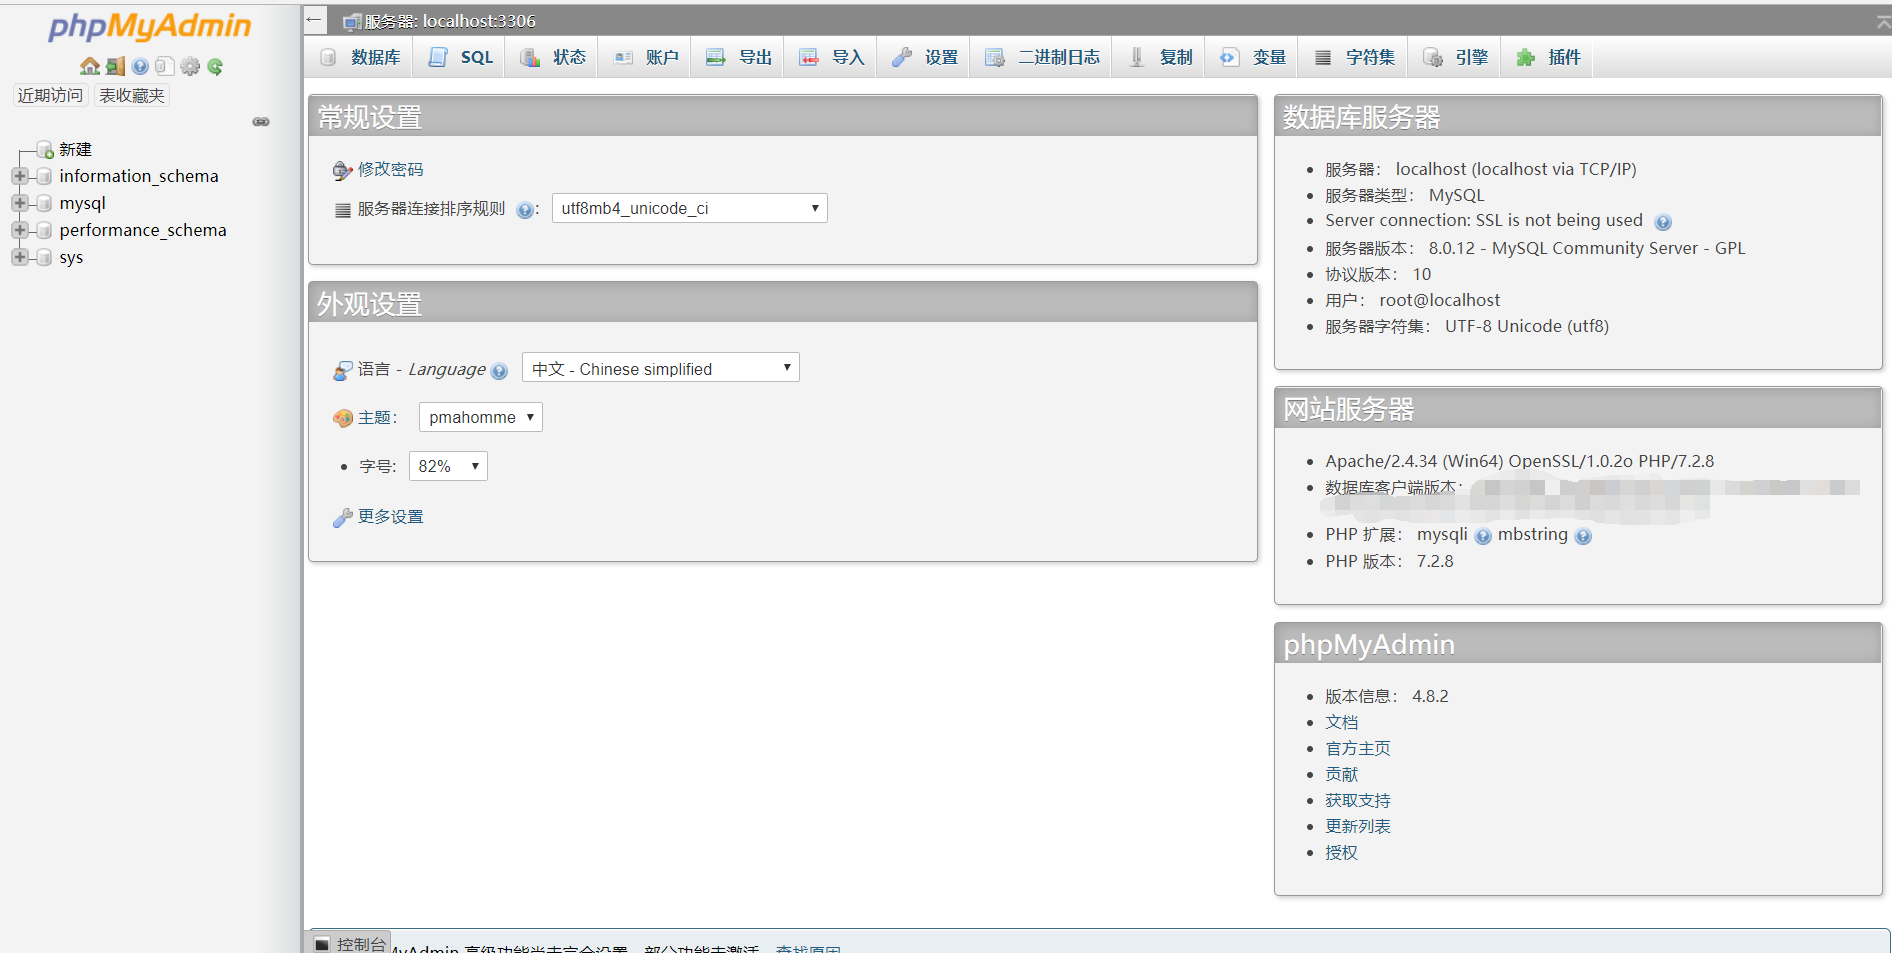 phpMyAdmin
近期访问 表收藏夹
新建
information_schema
mysql
performance_schema
sys
服务器: localhost:3306
数据库 SQL 状态 账户 导出 导入 设置 二进制日志 复制 变量 字符集 引擎 插件
常规设置
修改密码
服务器连接排序规则 : utf8mb4_unicode_ci
外观设置
语言 - Language 中文 - Chinese simplified
主题: pmahomme
字号: 82%
更多设置
数据库服务器
服务器: localhost (localhost via TCP/IP)
服务器类型: MySQL
Server connection: SSL is not being used
服务器版本: 8.0.12 - MySQL Community Server - GPL
协议版本: 10
用户: root@localhost
服务器字符集: UTF-8 Unicode (utf8)
网站服务器
Apache/2.4.34 (Win64) OpenSSL/1.0.2o PHP/7.2.8
数据库客户端版本:
PHP 扩展: mysqli mbstring
PHP 版本: 7.2.8
phpMyAdmin
版本信息: 4.8.2
文档
官方主页
贡献
获取支持
更新列表
授权
控制台
MyAdmin 高级功能尚未完全设置,部分功能未激活。查找原因